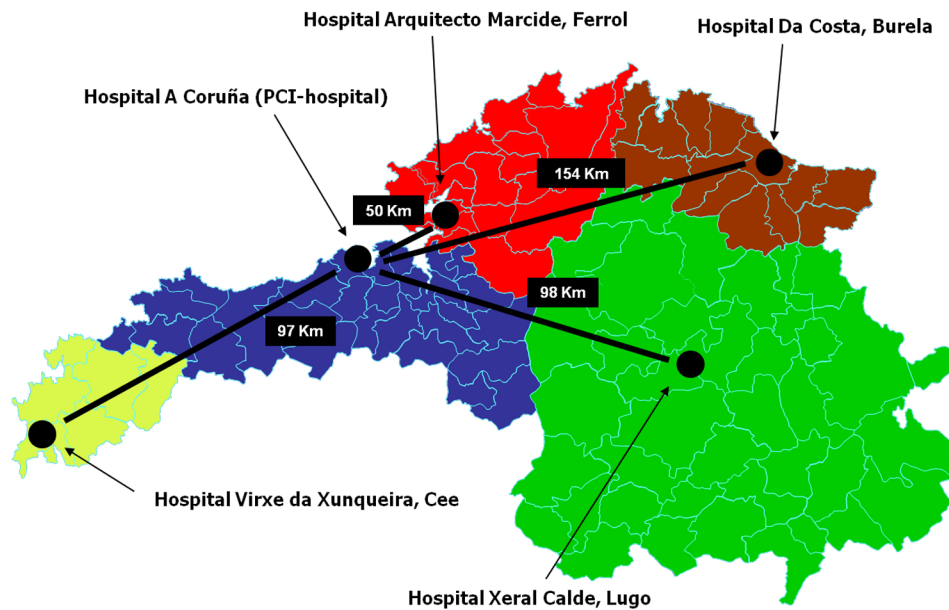 Hospital Arquitecto Marcide, Ferrol
Hospital Da Costa, Burela
Hospital A Coruña (PCI-hospital)
154 Km
50 Km
98 Km
97 Km
Hospital Virxe da Xunqueira, Cee
Hospital Xeral Calde, Lugo